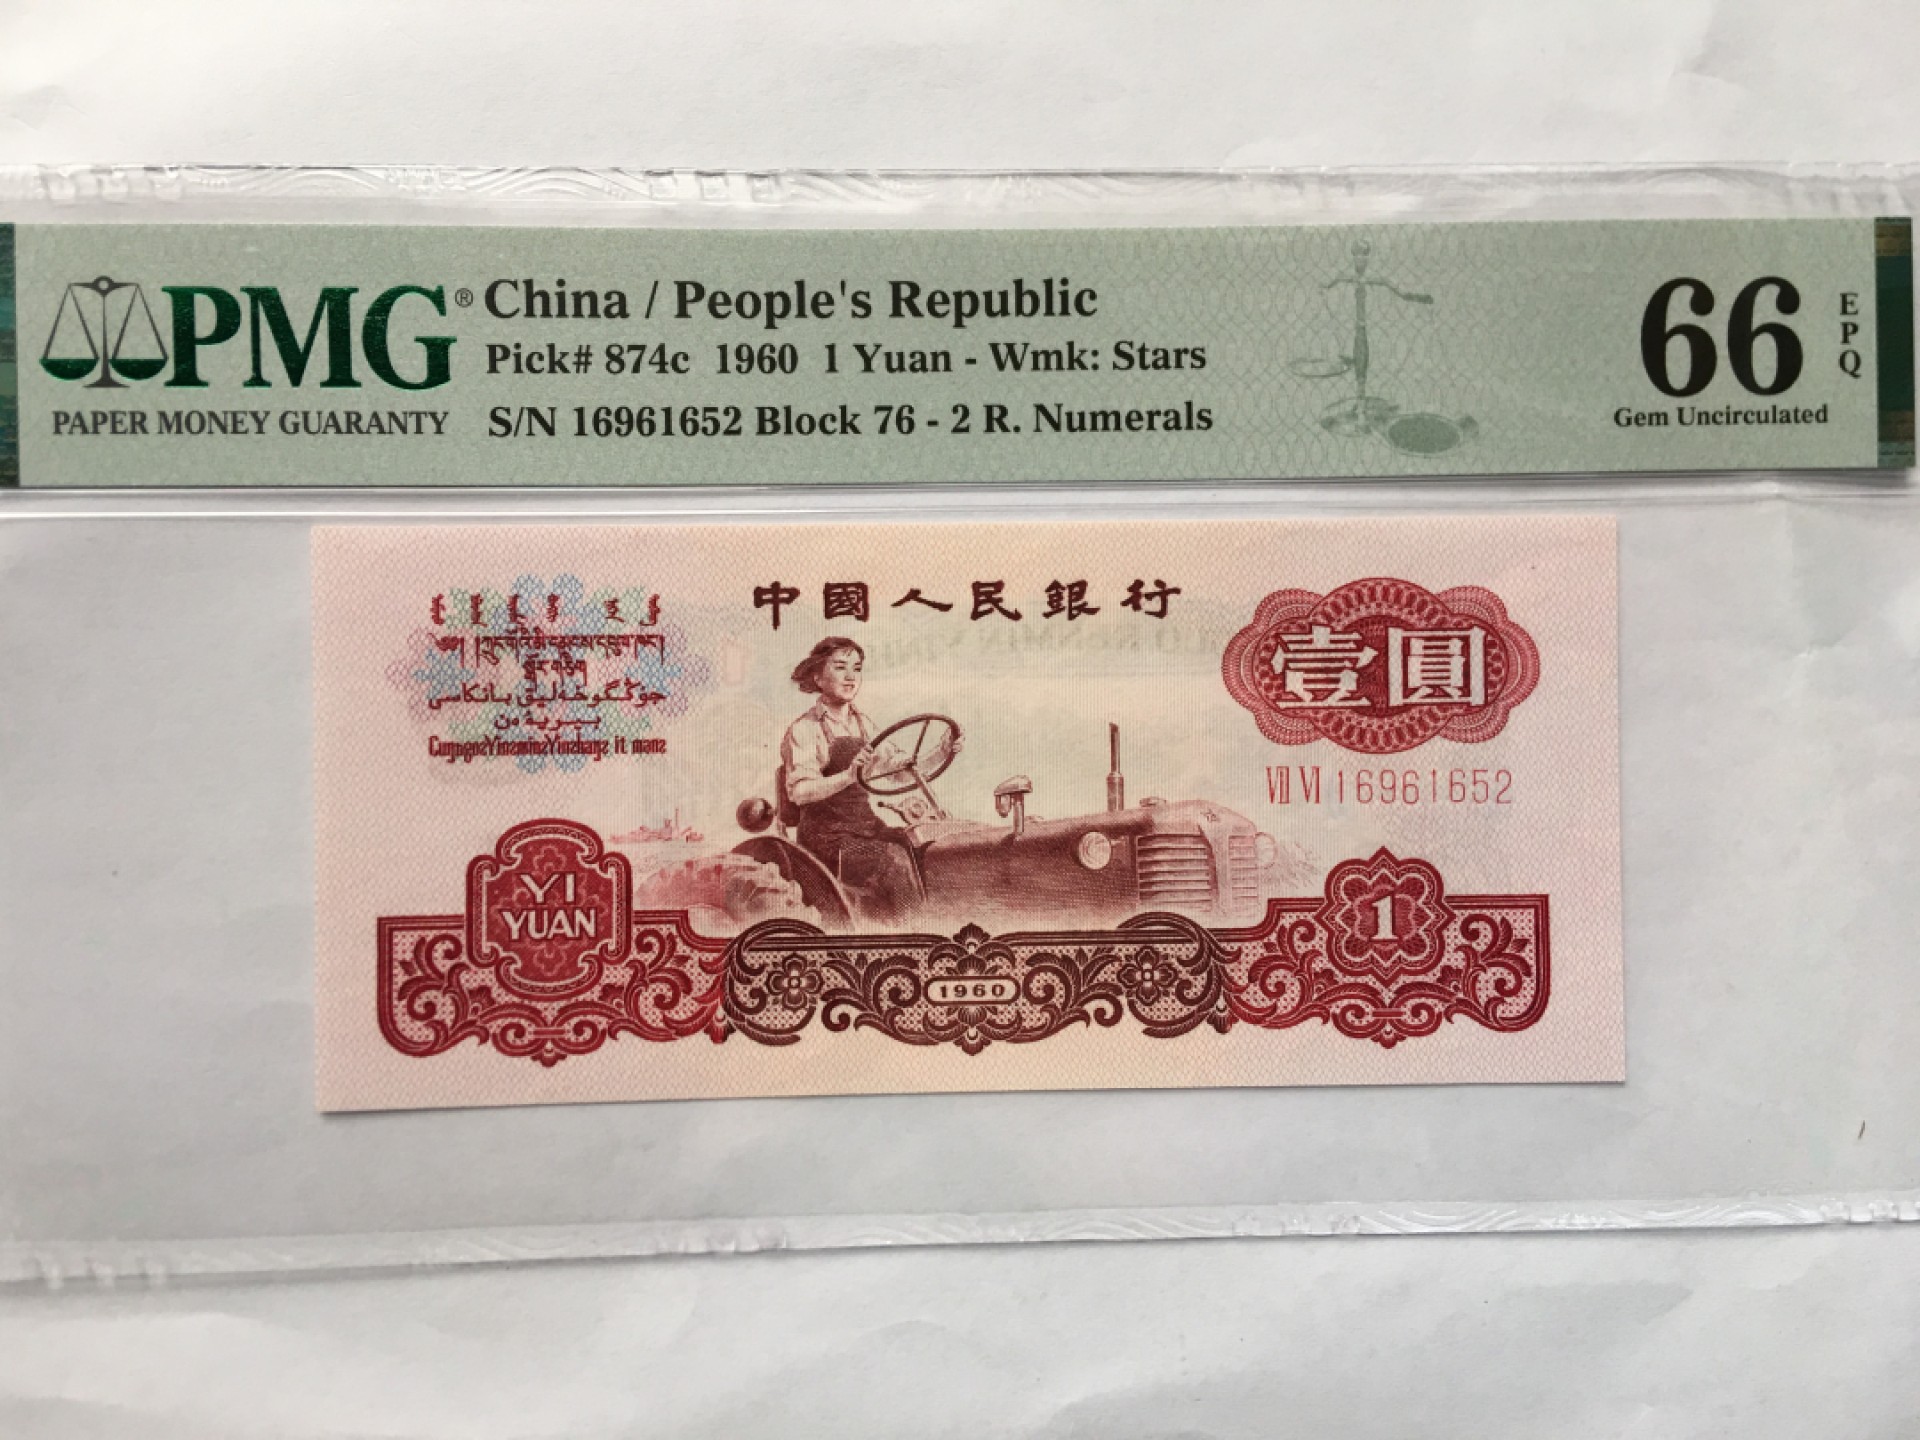 PMG®
PAPER MONEY GUARANTY
China / People's Republic
Pick# 874c 1960 1 Yuan - Wmk: Stars
S/N 16961652 Block 76 - 2 R. Numerals
66
EPQ
Gem Uncirculated
中國人民銀行
壹圓
VII VI 16961652
YI
YUAN
1960
1